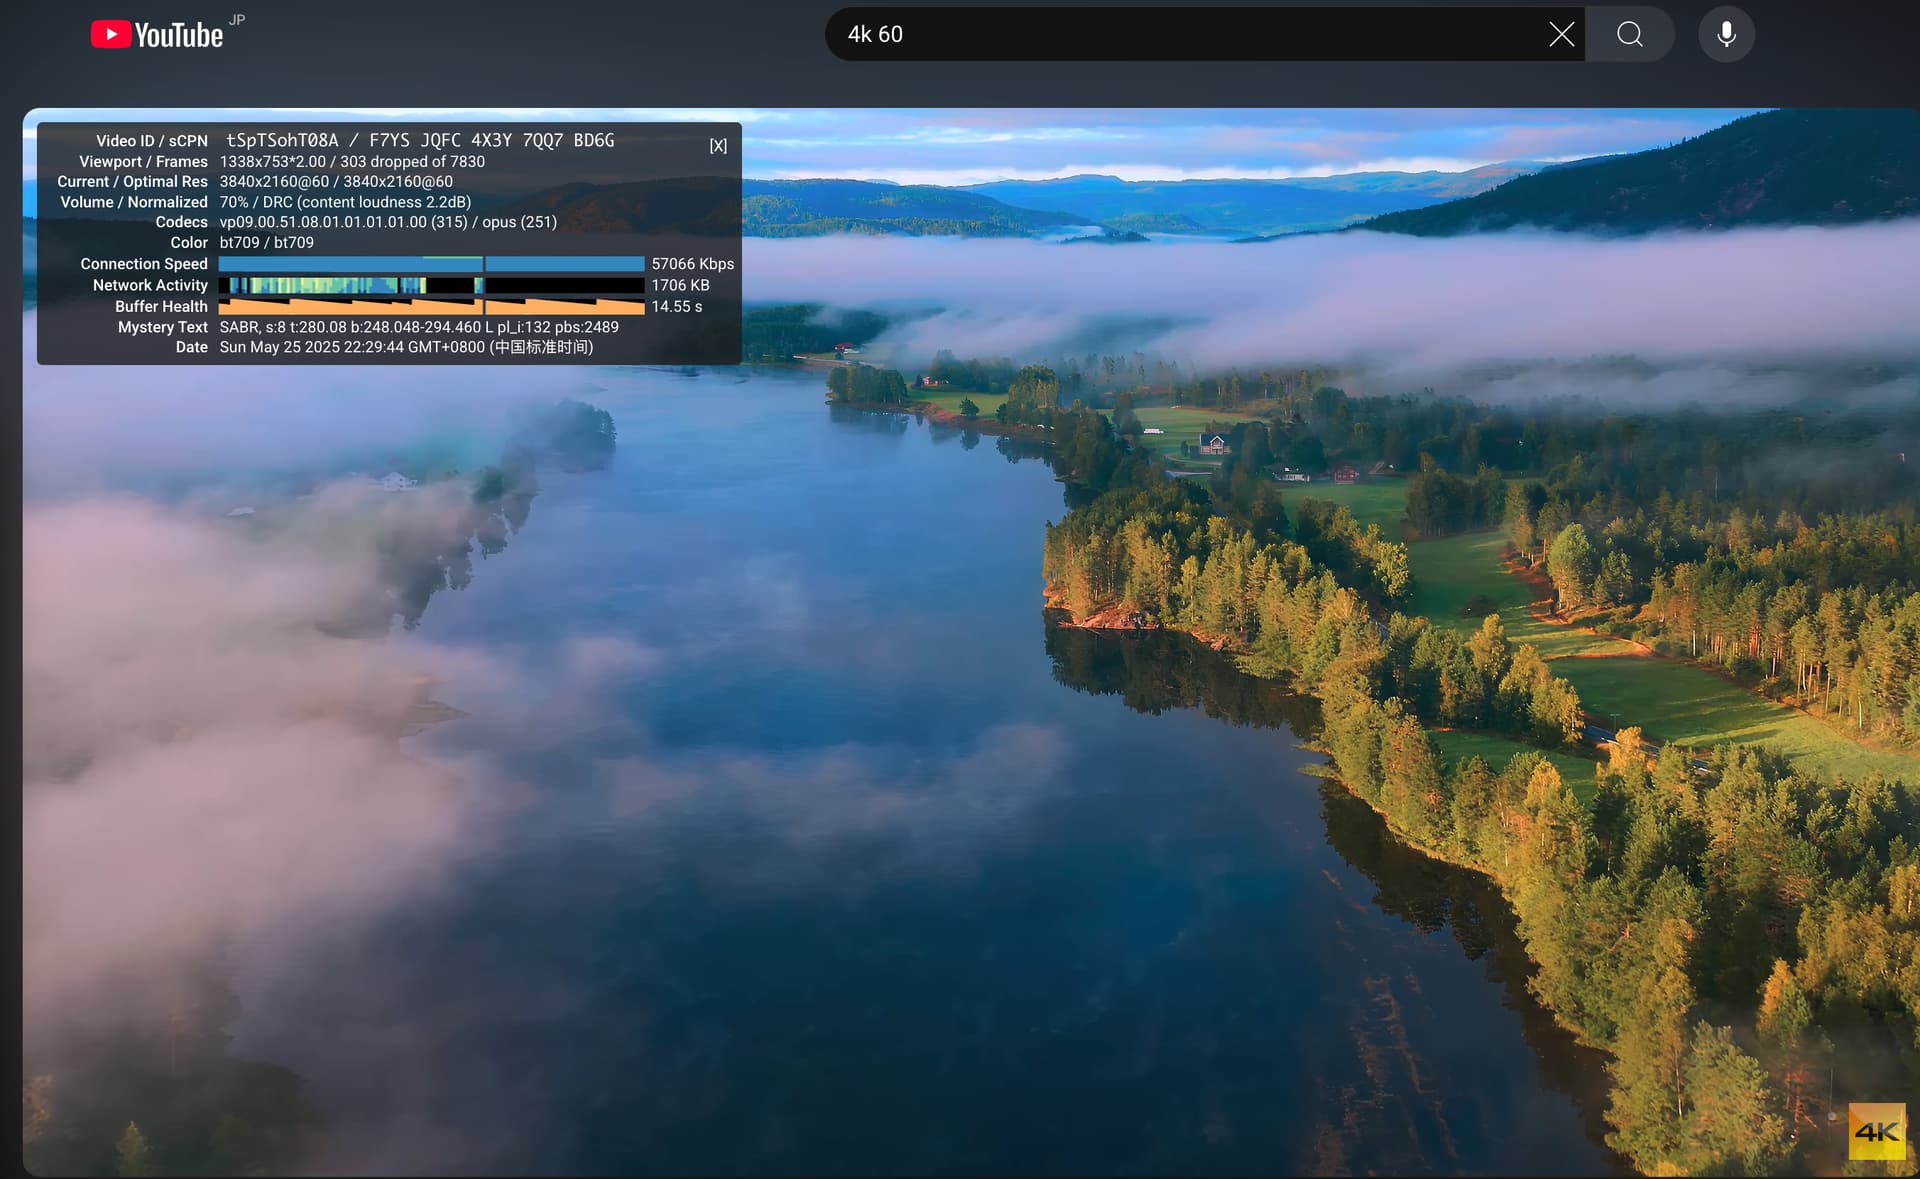 YouTube JP
4k 60
Video ID / sCPN tSpTSohT08A / F7YS JQFC 4X3Y 7QQ7 BD6G [X]
Viewport / Frames 1338x753*2.00 / 303 dropped of 7830
Current / Optimal Res 3840x2160@60 / 3840x2160@60
Volume / Normalized 70% / DRC (content loudness 2.2dB)
Codecs vp09.00.51.08.01.01.01.01.00 (315) / opus (251)
Color bt709 / bt709
Connection Speed 57066 Kbps
Network Activity 1706 KB
Buffer Health 14.55 s
Mystery Text SABR, s:8 t:280.08 b:248.048-294.460 L pl_i:132 pbs:2489
Date Sun May 25 2025 22:29:44 GMT+0800 (中国标准时间)
4K